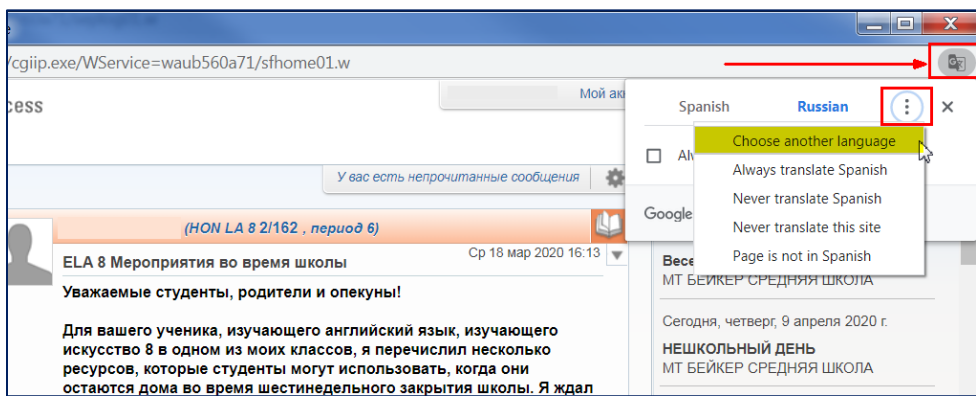 /cgiip.exe/WService=waub560a71/sfhome01.w
cess
Мой ак
У вас есть непрочитанные сообщения
(HON LA 8 2/162 , период 6)
Ср 18 мар 2020 16:13
ELA 8 Мероприятия во время школы
Уважаемые студенты, родители и опекуны!
Для вашего ученика, изучающего английский язык, изучающего
искусство 8 в одном из моих классов, я перечислил несколько
ресурсов, которые студенты могут использовать, когда они
остаются дома во время шестинедельного закрытия школы. Я ждал
Spanish Russian
Choose another language
Always translate Spanish
Never translate Spanish
Never translate this site
Page is not in Spanish
Google
Весе
МТ БЕЙКЕР СРЕДНЯЯ ШКОЛА
Сегодня, четверг, 9 апреля 2020 г.
НЕШКОЛЬНЫЙ ДЕНЬ
МТ БЕЙКЕР СРЕДНЯЯ ШКОЛА